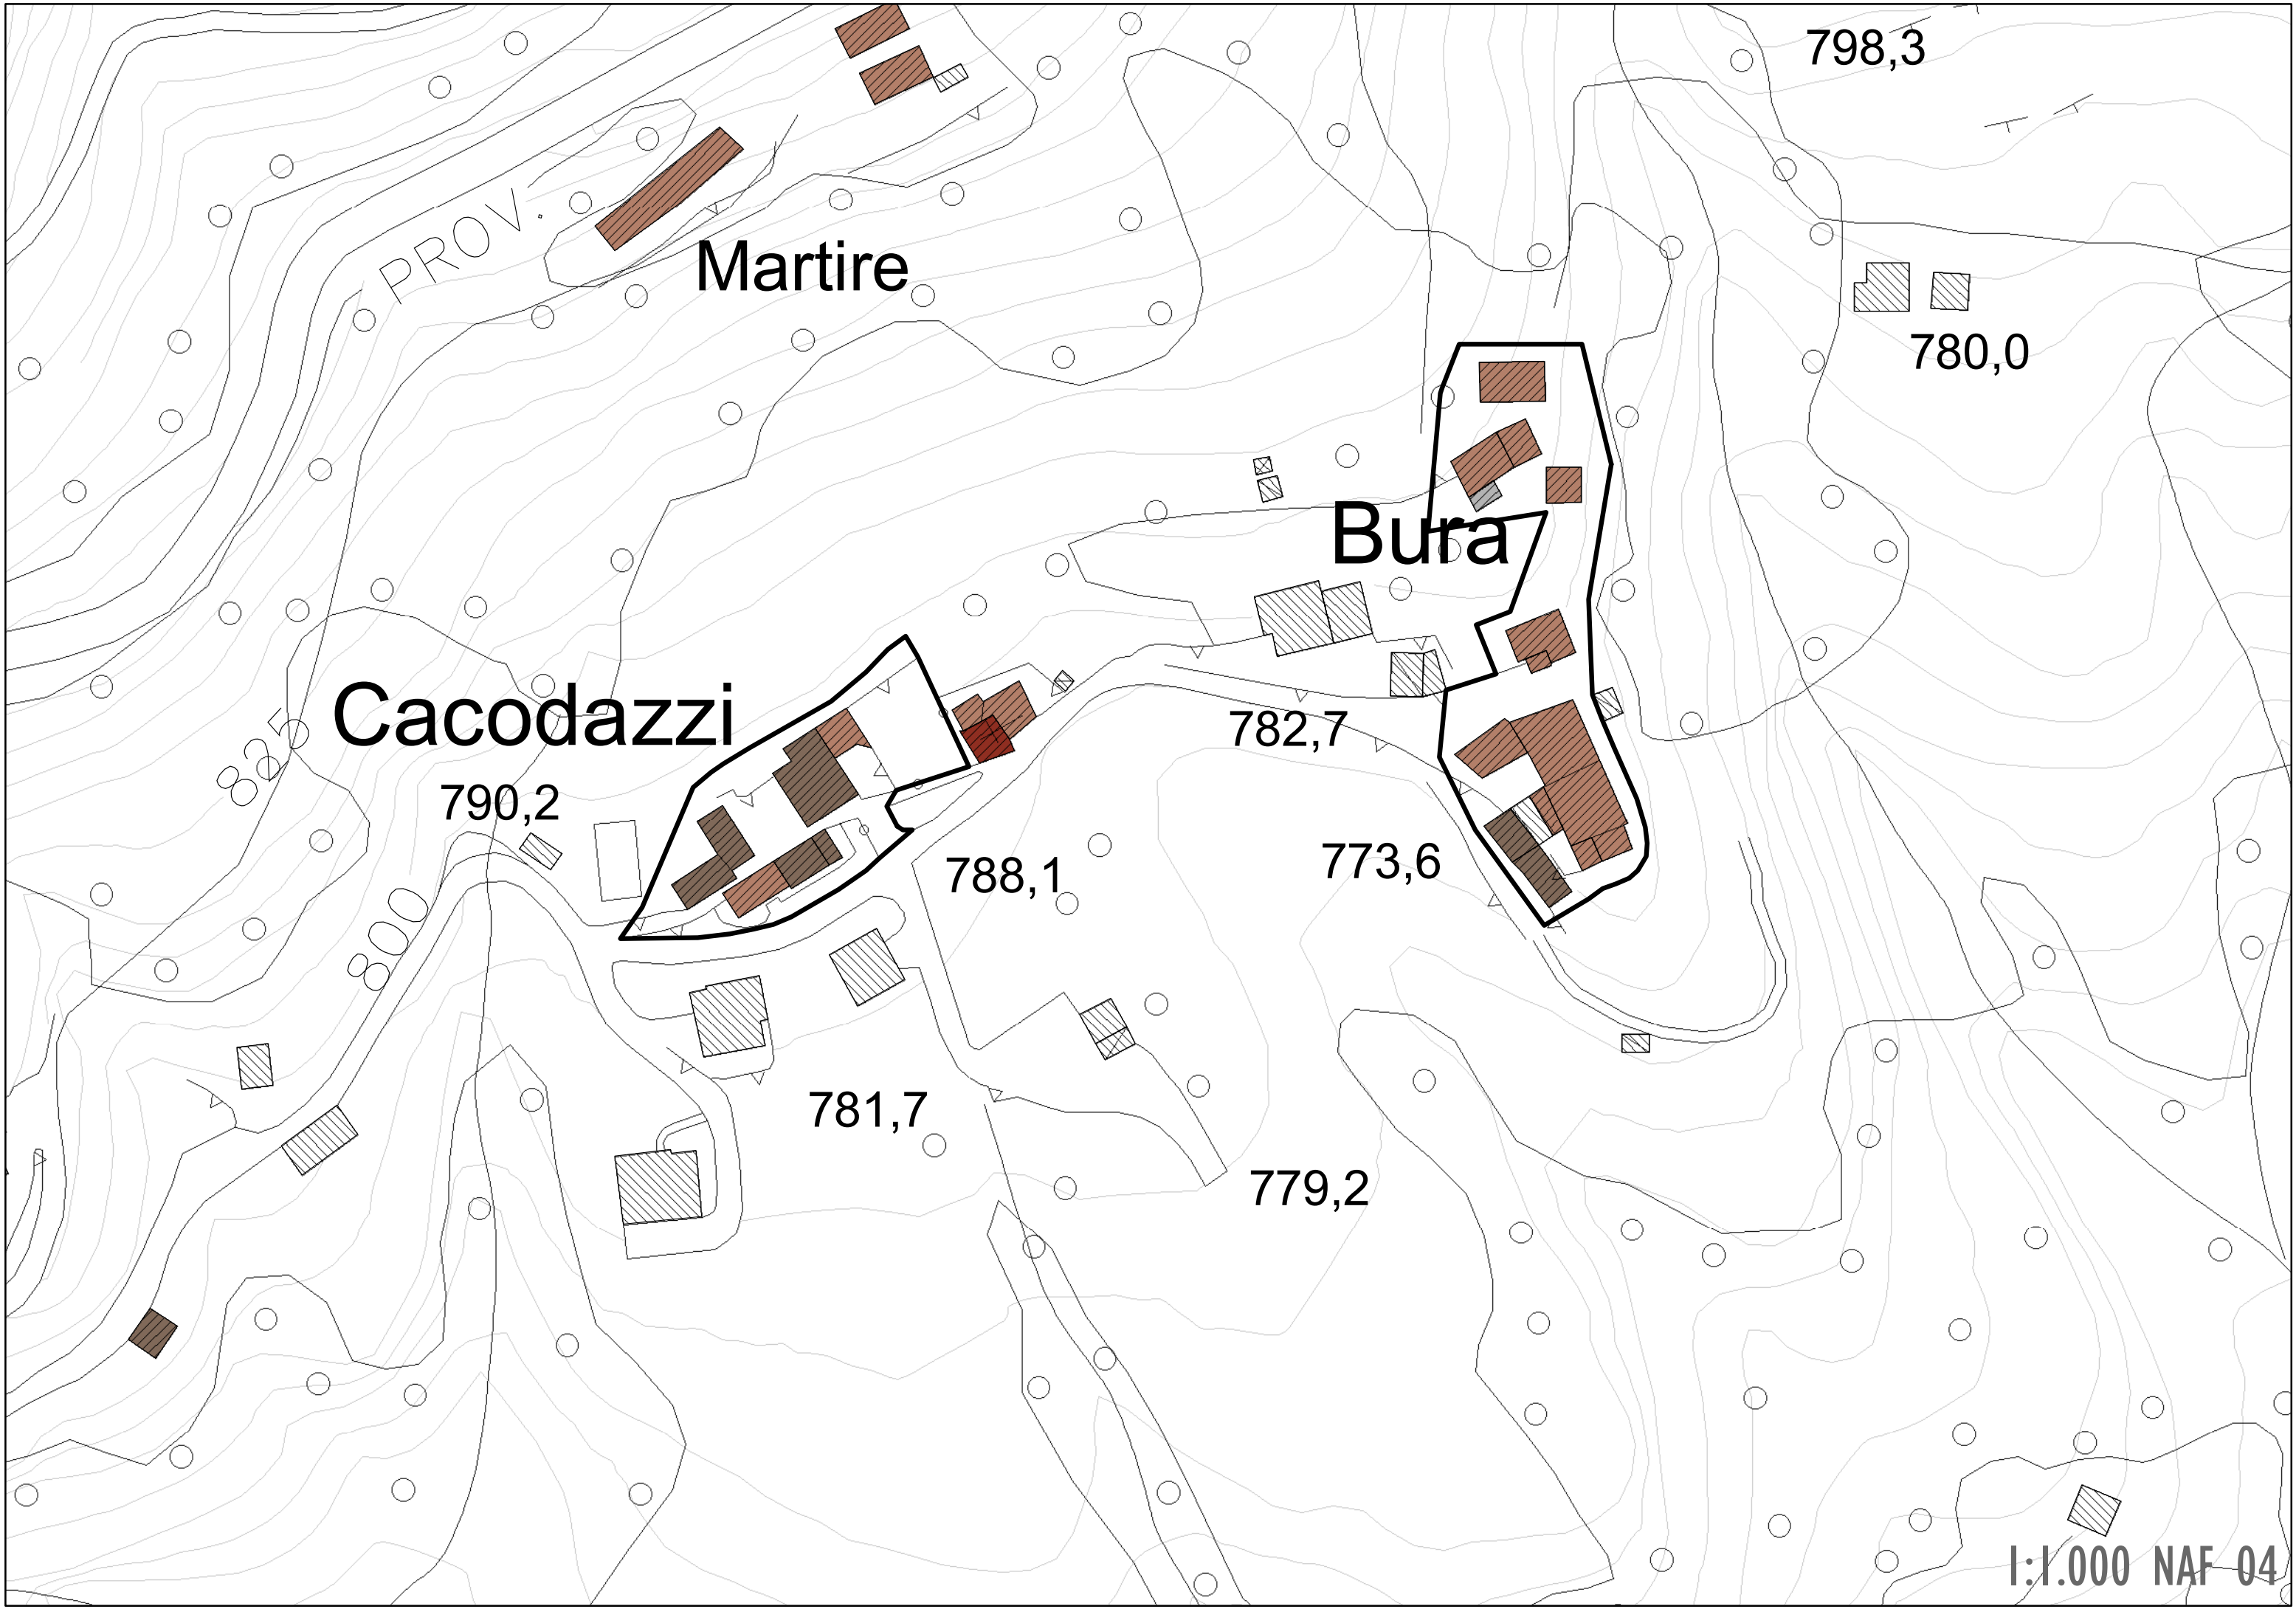 798,3
PROV.
Martire
780,0
Bura
Cacodazzi
825
782,7
790,2
773,6
788,1
800
781,7
779,2
1:1.000 NAF 04